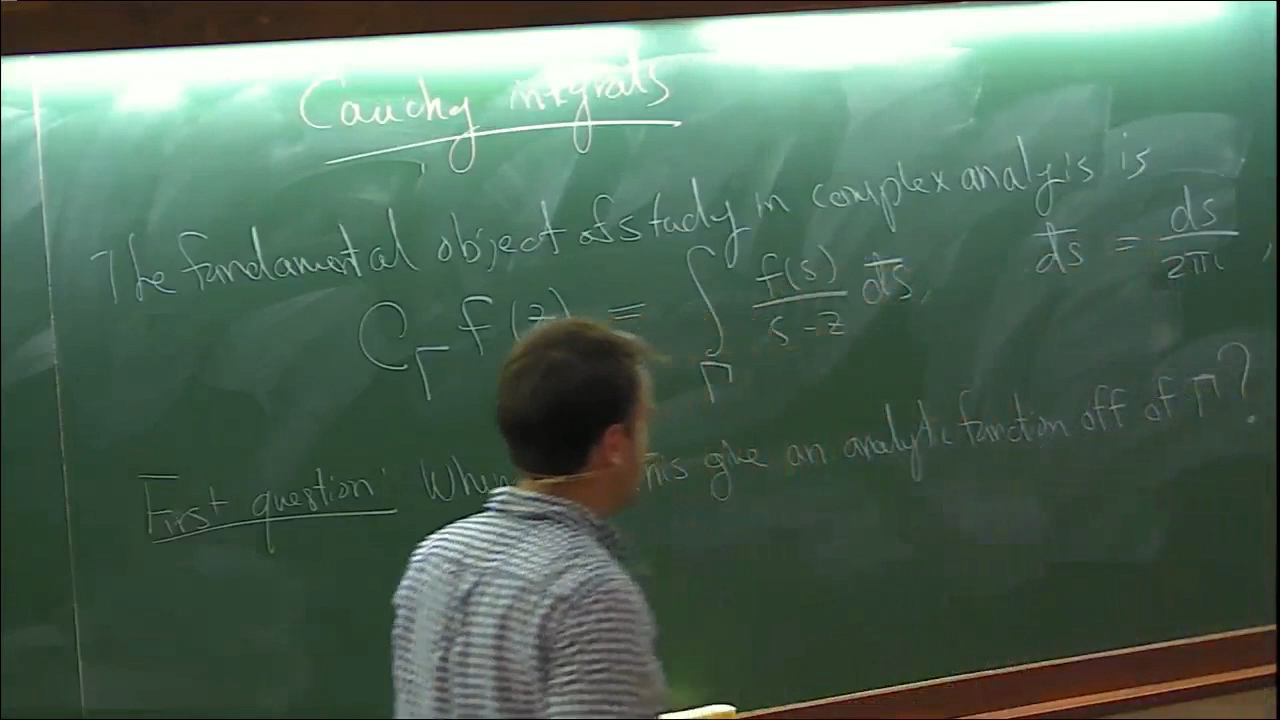 Cauchy integrals
The fundamental object of study in complex analysis is
C_Γ f(z) = ∫_Γ f(s)/(s-z) đs, đs = ds/2πi,
First question: When this give an analytic function off of Γ?